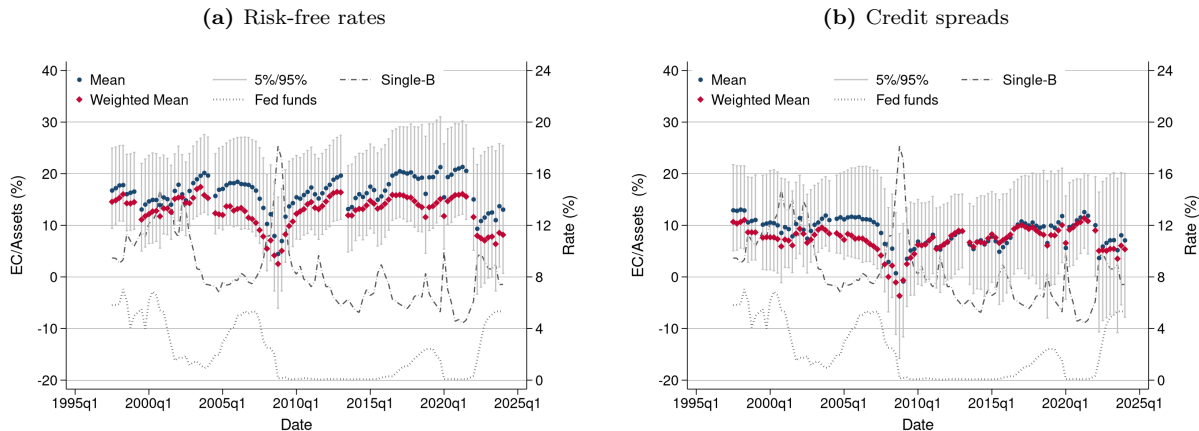 (a) Risk-free rates
40
30
20
10
0
-10
-20
EC/Assets (%)
24
20
16
12
8
4
0
Rate (%)
Mean
5%/95%
Single-B
Weighted Mean
Fed funds
1995q1 2000q1 2005q1 2010q1 2015q1 2020q1 2025q1
Date
(b) Credit spreads
40
30
20
10
0
-10
-20
EC/Assets (%)
24
20
16
12
8
4
0
Rate (%)
Mean
5%/95%
Single-B
Weighted Mean
Fed funds
1995q1 2000q1 2005q1 2010q1 2015q1 2020q1 2025q1
Date